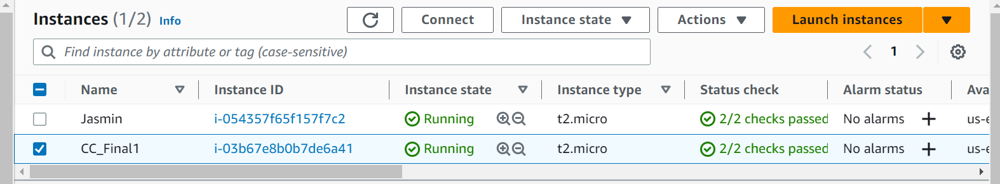 Instances (1/2) Info Connect Instance state Actions Launch instances
Find instance by attribute or tag (case-sensitive) 1
Name Instance ID Instance state Instance type Status check Alarm status Ava
Jasmin i-054357f65f157f7c2 Running t2.micro 2/2 checks passed No alarms us-e
CC_Final1 i-03b67e8b0b7de6a41 Running t2.micro 2/2 checks passed No alarms us-e